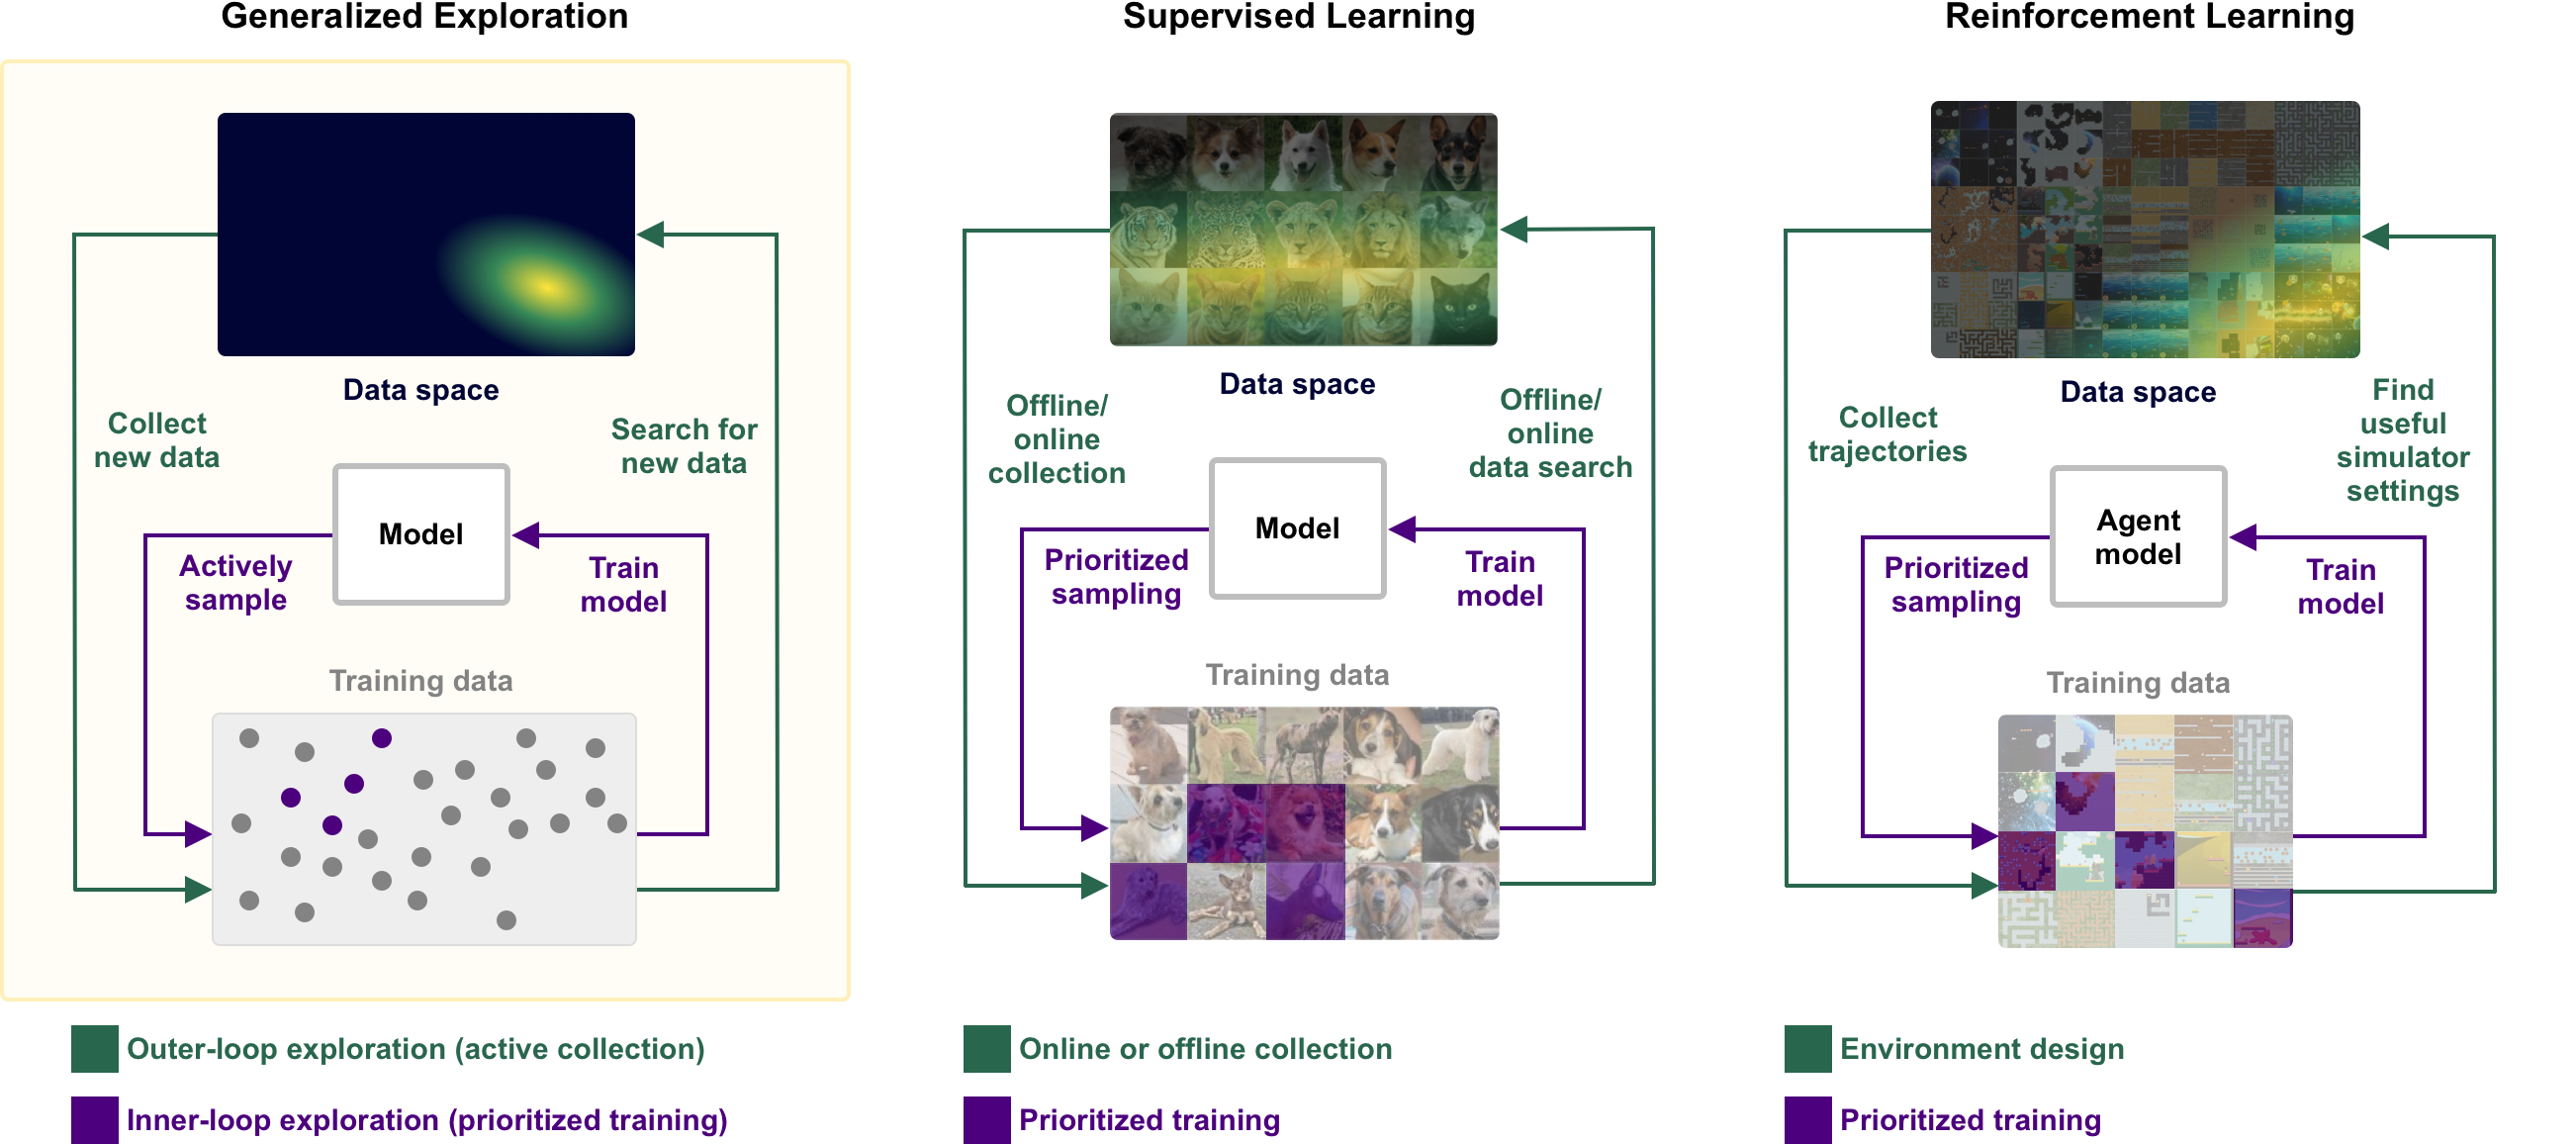 Generalized Exploration
Data space
Collect
new data
Search for
new data
Model
Actively
sample
Train
model
Training data
Outer-loop exploration (active collection)
Inner-loop exploration (prioritized training)
Supervised Learning
Data space
Offline/
online
collection
Offline/
online
data search
Model
Prioritized
sampling
Train
model
Training data
Online or offline collection
Prioritized training
Reinforcement Learning
Data space
Collect
trajectories
Find
useful
simulator
settings
Agent
model
Prioritized
sampling
Train
model
Training data
Environment design
Prioritized training